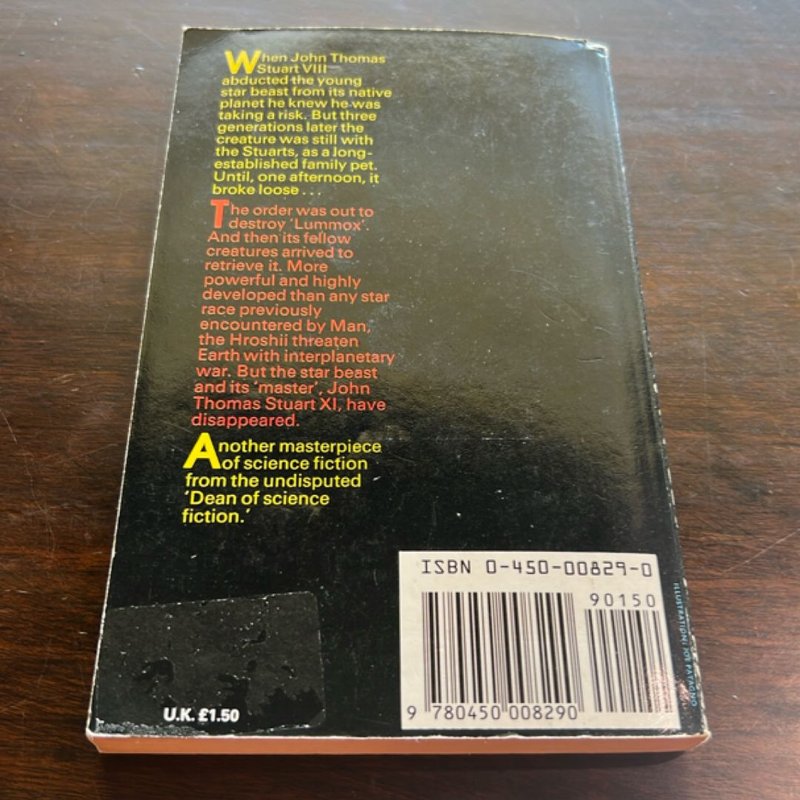 When John Thomas
Stuart VIII
abducted the young
star beast from its native
planet he knew he was
taking a risk. But three
generations later the
creature was still with
the Stuarts, as a long-
established family pet.
Until, one afternoon, it
broke loose . . .
The order was out to
destroy 'Lummox'.
And then its fellow
creatures arrived to
retrieve it. More
powerful and highly
developed than any star
race previously
encountered by Man,
the Hroshii threaten
Earth with interplanetary
war. But the star beast
and its 'master', John
Thomas Stuart XI, have
disappeared.
Another masterpiece
of science fiction
from the undisputed
'Dean of science
fiction.'
ISBN 0-450-00829-0
90150
9 780450 008290
U.K. £1.50
ILLUSTRATION: JOE PATAGNO